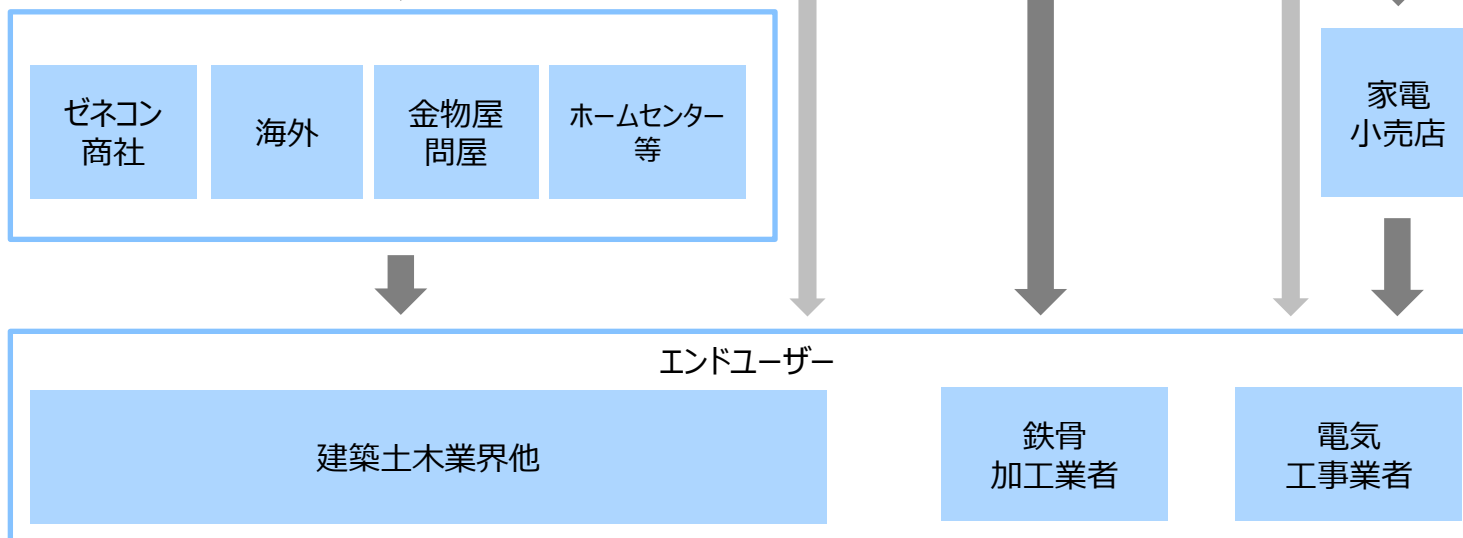 ゼネコン
商社
海外
金物屋
問屋
ホームセンター
等
家電
小売店
エンドユーザー
建築土木業界他
鉄骨
加工業者
電気
工事業者